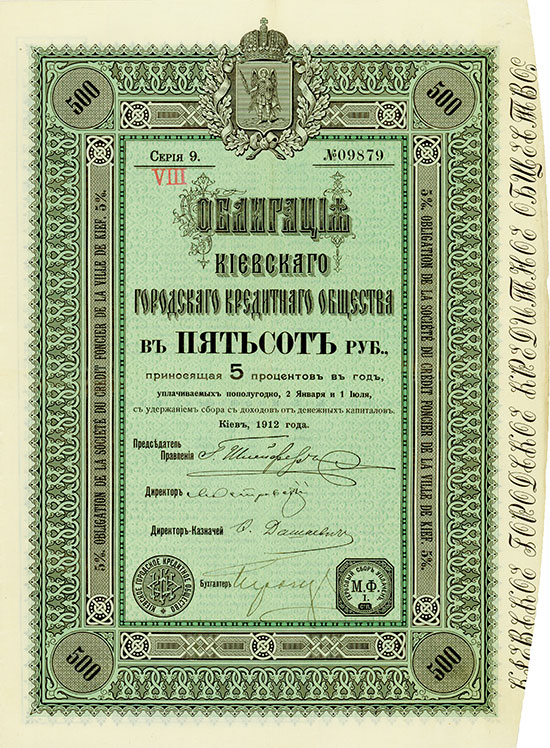 500
500
Серія 9.
№09879
VIII
ОБЛИГАЦІЯ
КІЕВСКАГО
ГОРОДСКАГО КРЕДИТНАГО ОБЩЕСТВА
ВЪ ПЯТЬСОТЪ РУБ.,
приносящая 5 процентовъ въ годъ,
уплачиваемыхъ пополугодно, 2 Января и 1 Іюля,
съ удержаніемъ сбора съ доходовъ отъ денежныхъ капиталовъ.
Кіевъ, 1912 года.
Предсѣдатель
Правленія
Директоръ
Директоръ-Казначей
Бухгалтеръ
КІЕВСКОЕ ГОРОДСКОЕ КРЕДИТНОЕ ОБЩЕСТВО
М.Ф.
I.
500
500
5% OBLIGATION DE LA SOCIÉTÉ DU CRÉDIT FONCIER DE LA VILLE DE KIEF. 5%
5% OBLIGATION DE LA SOCIÉTÉ DU CRÉDIT FONCIER DE LA VILLE DE KIEF. 5%
КІЕВСКОЕ ГОРОДСКОЕ КРЕДИТНОЕ ОБЩЕСТВО